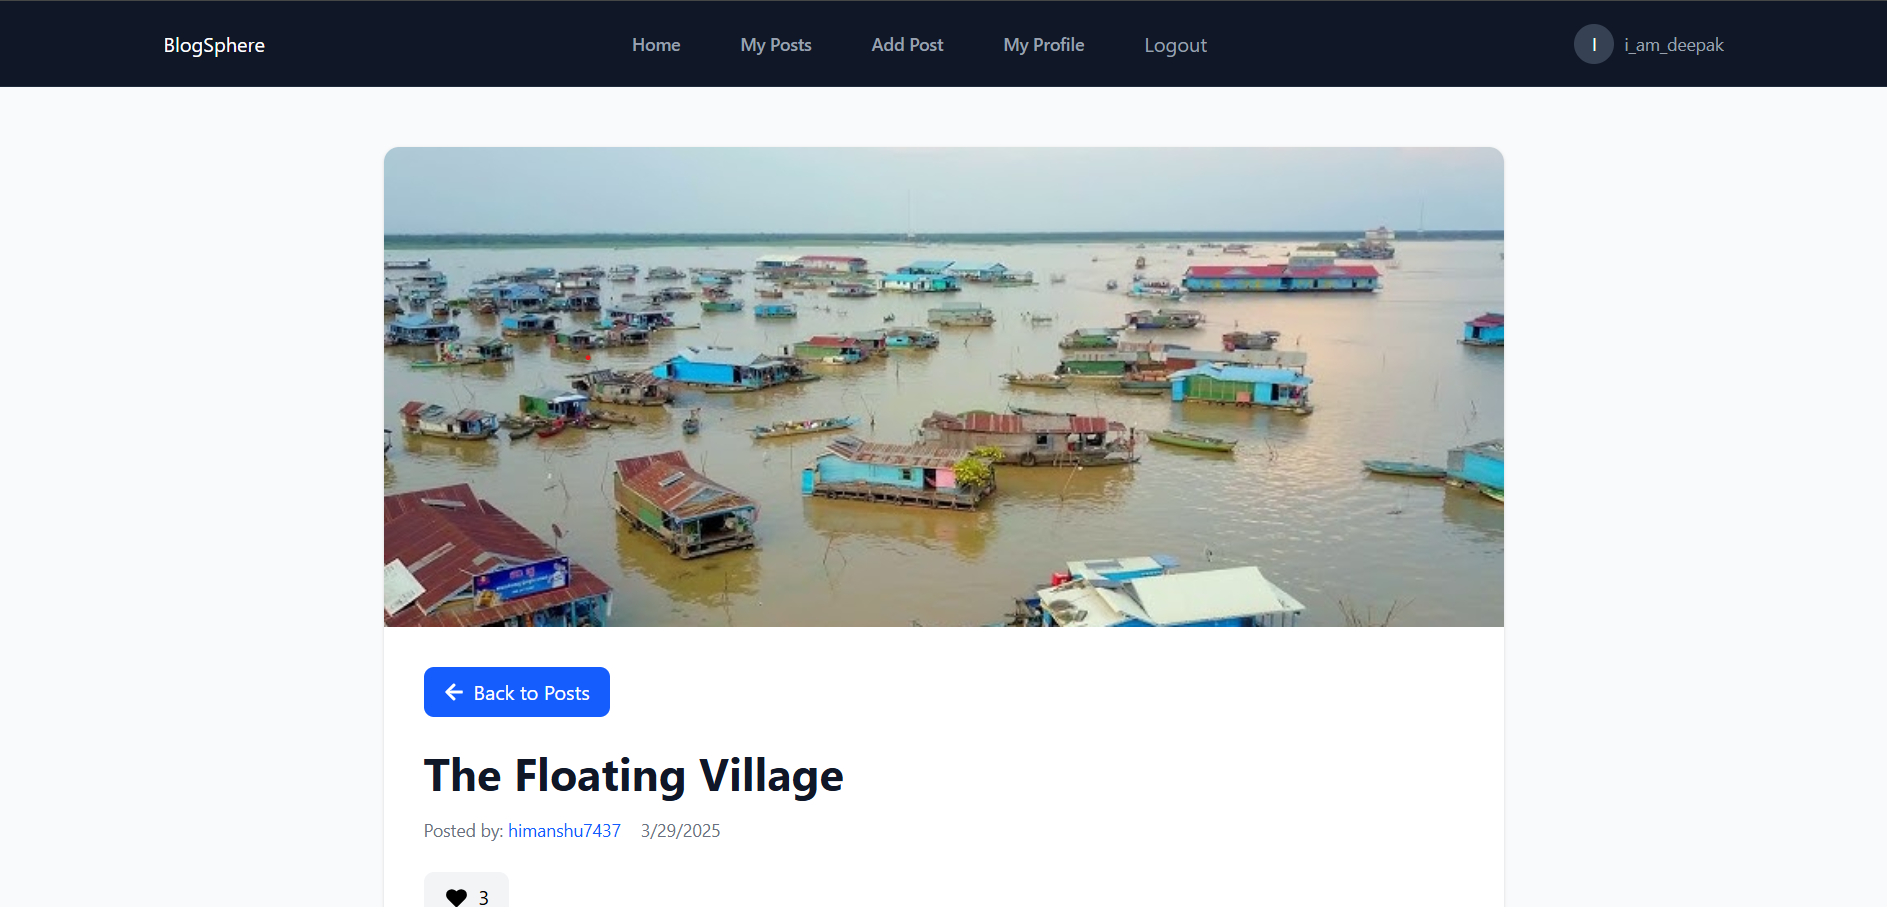 BlogSphere
Home
My Posts
Add Post
My Profile
Logout
I
i_am_deepak
Back to Posts
The Floating Village
Posted by: himanshu7437 3/29/2025
3